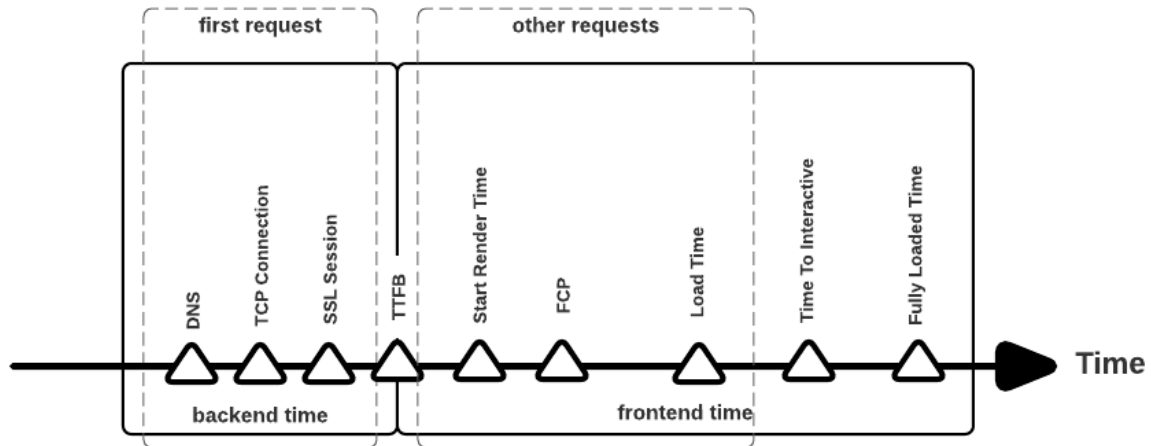 first request
other requests
DNS
TCP Connection
SSL Session
TTFB
Start Render Time
FCP
Load Time
Time To Interactive
Fully Loaded Time
Time
backend time
frontend time